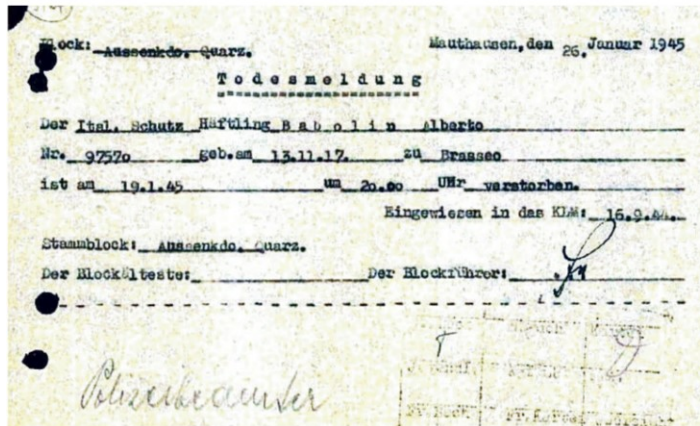 Block: Aussenkdo. Quarz. Mauthausen, den 26. Januar 1945
Todesmeldung
Der Ital. Schutz Häftling Babolin Alberto
Nr. 97570 geb.am 13.11.17. zu Brasseo
ist am 19.1.45 um 20.00 Uhr verstorben.
Eingewiesen in das KLM: 16.9.44.
Stammblock: Aussenkdo. Quarz.
Der Blockälteste: Der Blockführer:
Polizeibeamter